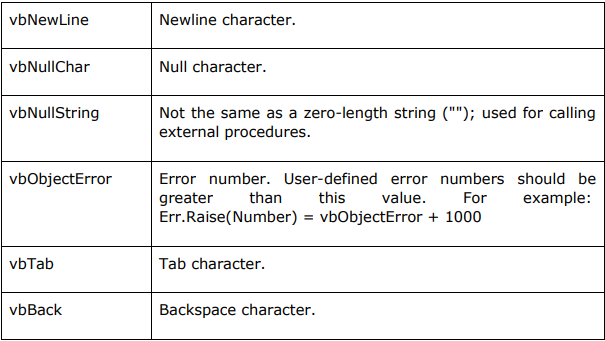 vbNewLine Newline character.
vbNullChar Null character.
vbNullString Not the same as a zero-length string (""); used for calling
external procedures.
vbObjectError Error number. User-defined error numbers should be
greater than this value. For example:
Err.Raise(Number) = vbObjectError + 1000
vbTab Tab character.
vbBack Backspace character.